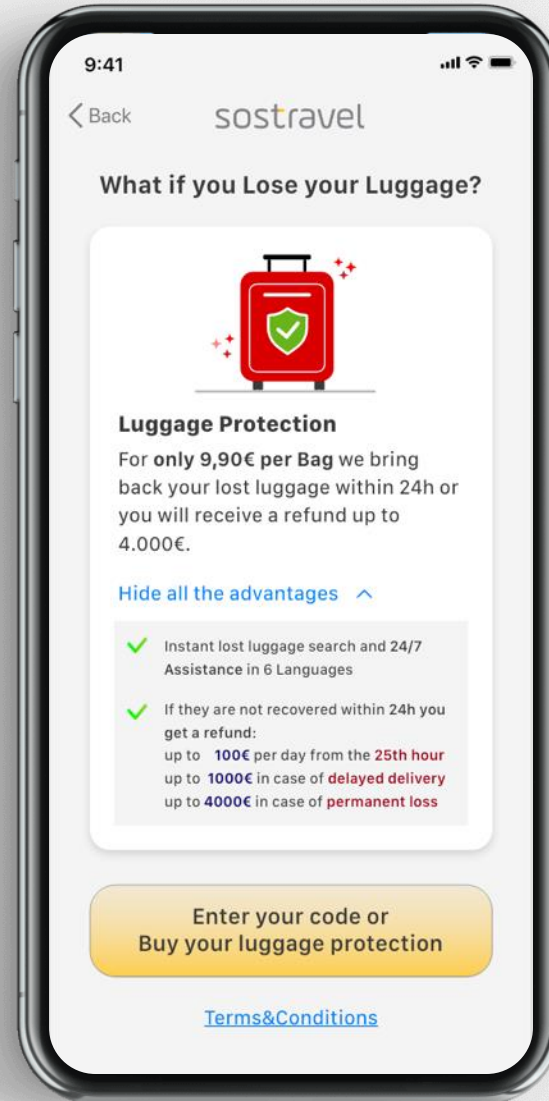 9:41
Back
sostravel
What if you Lose your Luggage?
Luggage Protection
For only 9,90€ per Bag we bring
back your lost luggage within 24h or
you will receive a refund up to
4.000€.
Hide all the advantages
Instant lost luggage search and 24/7
Assistance in 6 Languages
If they are not recovered within 24h you
get a refund:
up to 100€ per day from the 25th hour
up to 1000€ in case of delayed delivery
up to 4000€ in case of permanent loss
Enter your code or
Buy your luggage protection
Terms&Conditions